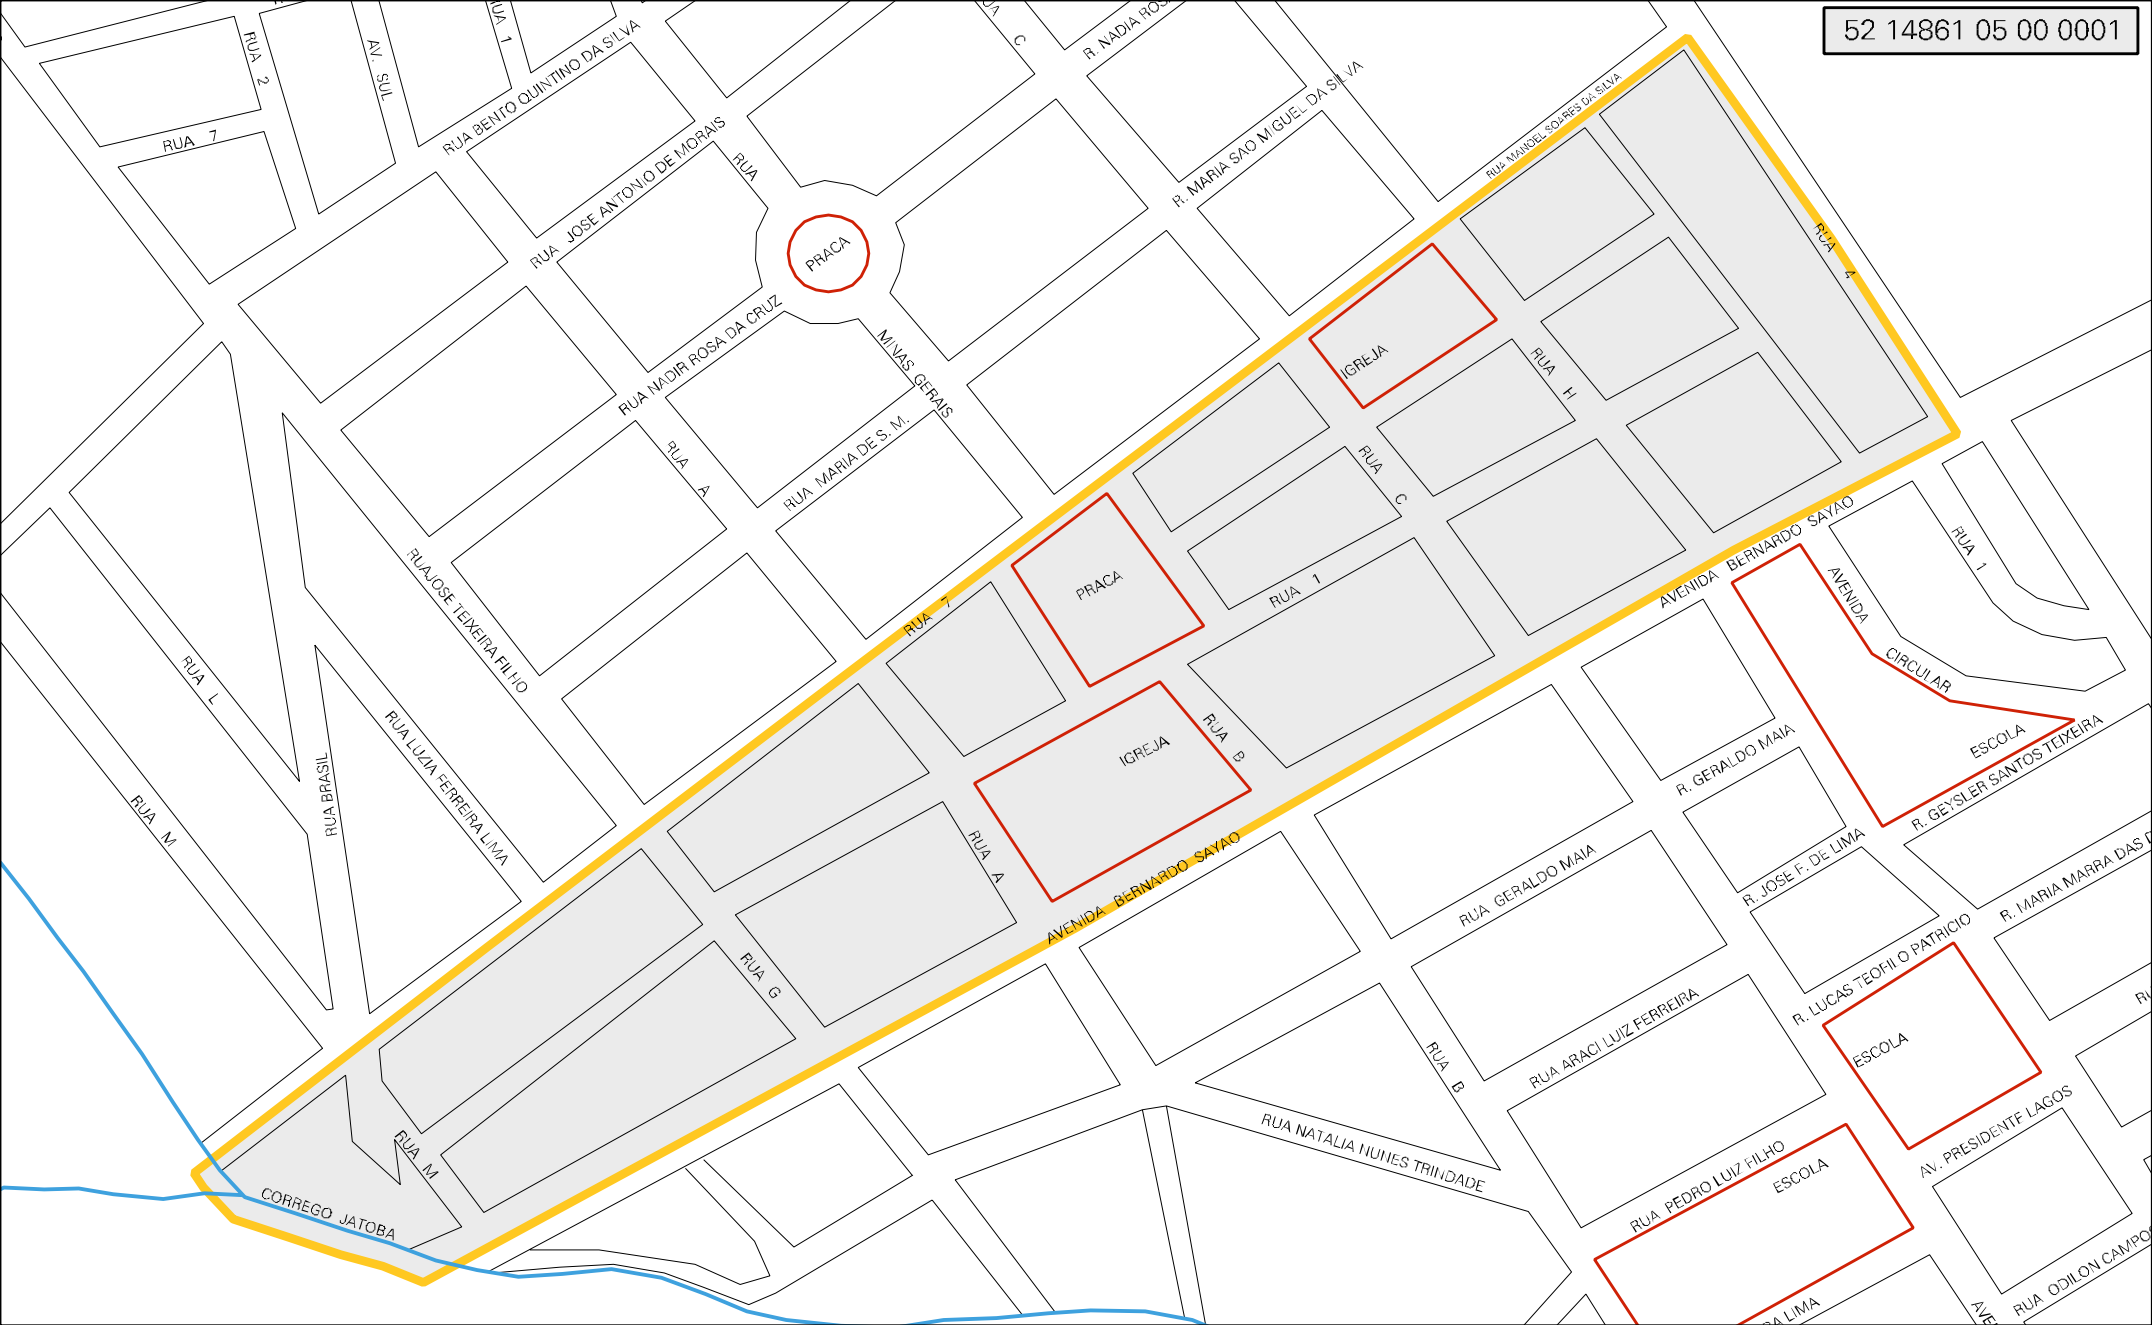 52 14861 05 00 0001
RUA 2
AV. SUL
RUA 1
RUA BENTO QUINTINO DA SILVA
C
R. NADIA
RUA 7
RUA JOSE ANTONIO DE MORAIS
RUA
R. MARIA SAO MIGUEL DA SILVA
RUA MANOEL SOARES DA SILVA
PRACA
RUA 4
RUA NADIR ROSA DA CRUZ
MINAS GERAIS
IGREJA
RUA H
RUA A
RUA MARIA DE S. M.
RUA C
RUA JOSE TEIXEIRA FILHO
PRACA
RUA 1
RUA 7
AVENIDA BERNARDO SAYAO
RUA 1
AVENIDA
CIRCULAR
RUA L
RUA BRASIL
RUA LUZIA FERREIRA LIMA
RUA M
IGREJA
RUA B
ESCOLA
R. GERALDO MAIA
R. GEYSLER SANTOS TEIXEIRA
RUA A
AVENIDA BERNARDO SAYAO
RUA GERALDO MAIA
R. JOSE F. DE LIMA
R. MARIA MARRA DAS
RUA G
R. LUCAS TEOFILO PATRICIO
RUA ARACI LUIZ FERREIRA
ESCOLA
RUA B
RUA M
RUA NATALIA NUNES TRINDADE
AV. PRESIDENTE LAGOS
RUA PEDRO LUIZ FILHO
ESCOLA
CORREGO JATOBA
RUA ODILON CAMPO
LIMA